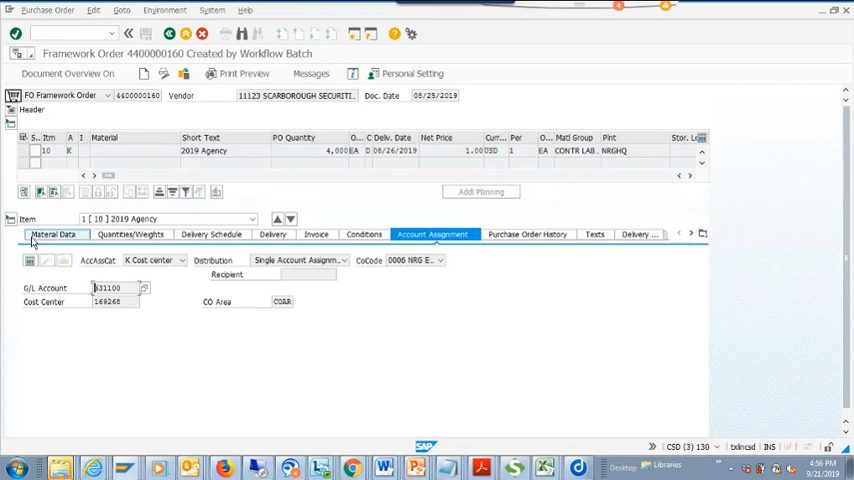 Purchase Order Edit Goto Environment System Help
4 4
Framework Order 4400000160 Created by Workflow Batch
Document Overview On Print Preview Messages Personal Setting
FO Framework Order 4400000160 Vendor 11123 SCARBOROUGH SECURITI... Doc. Date 08/25/2019
Header
S.. Itm A I Material Short Text PO Quantity O... C Deliv. Date Net Price Curr... Per O... Matl Group Plnt Stor. Lo
10 K 2019 Agency 4,000 EA D 08/26/2019 1.00 USD 1 EA CONTR LAB.. NRGHQ
Addl Planning
Item 1 [ 10 ] 2019 Agency
Material Data Quantities/Weights Delivery Schedule Delivery Invoice Conditions Account Assignment Purchase Order History Texts Delivery ...
AccAssCat K Cost center Distribution Single Account Assignm.. CoCode 0006 NRG E...
Recipient
G/L Account 531100
Cost Center 169268 CO Area COAR
SAP CSD (3) 130 txlncsd INS
Desktop Libraries 4:56 PM
9/21/2019